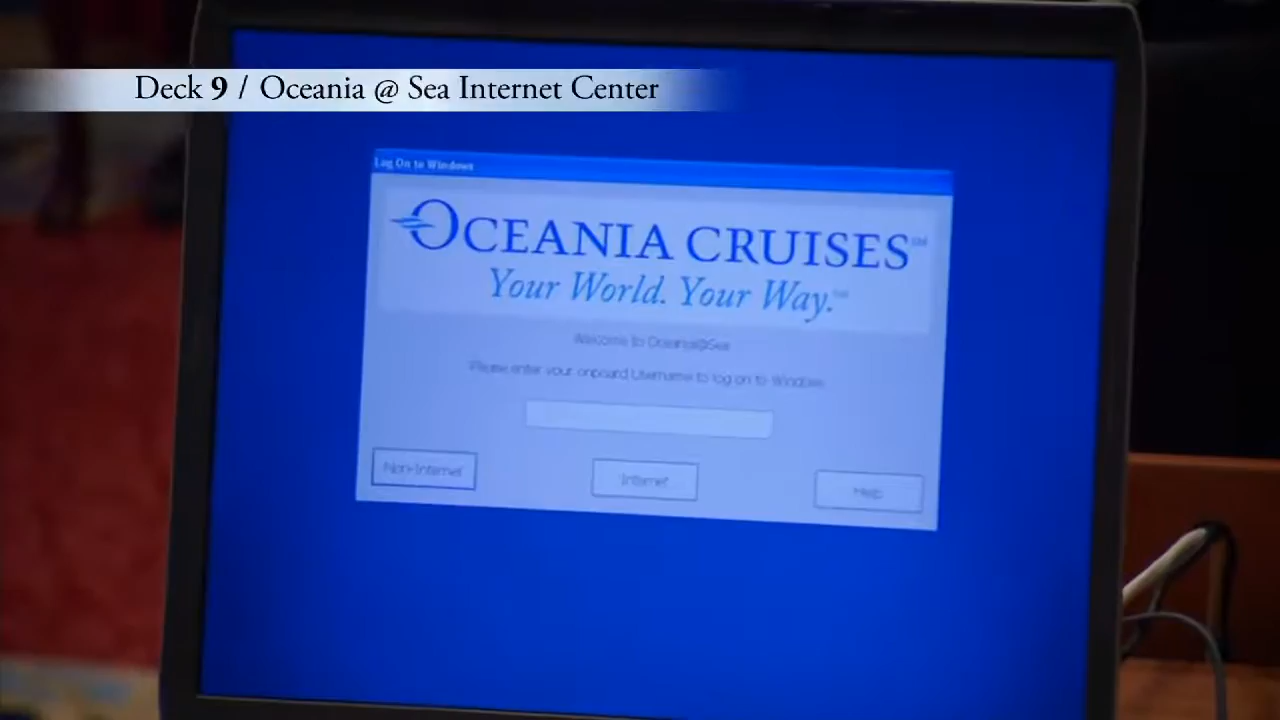 Deck 9 / Oceania @ Sea Internet Center
Log On to Windows
OCEANIA CRUISES SM
Your World. Your Way.
Welcome to Oceania@Sea
Please enter your onboard Username to log on to Windows
Non-Internet
Internet
Help